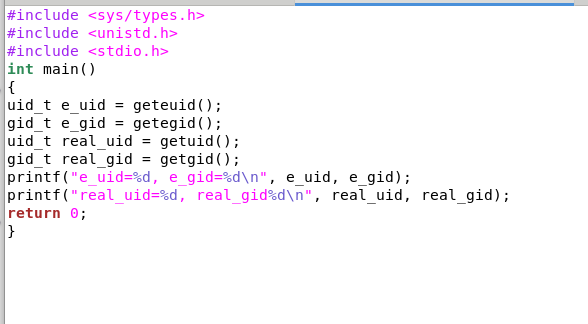 #include <sys/types.h>
#include <unistd.h>
#include <stdio.h>
int main()
{
uid_t e_uid = geteuid();
gid_t e_gid = getegid();
uid_t real_uid = getuid();
gid_t real_gid = getgid();
printf("e_uid=%d, e_gid=%d\n", e_uid, e_gid);
printf("real_uid=%d, real_gid%d\n", real_uid, real_gid);
return 0;
}